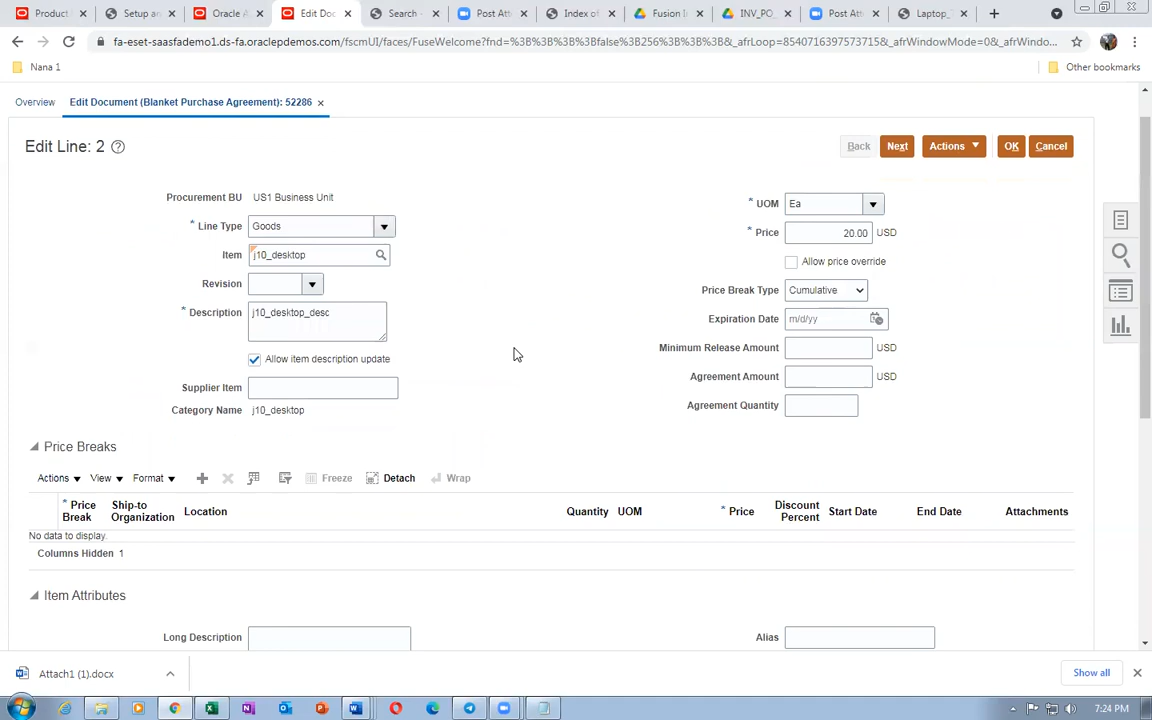 Product
Setup an
Oracle A
Edit Doc
Search -
Post Att
Index of
Fusion I
INV_PO_
Post Att
Laptop_T
fa-eset-saasfademo1.ds-fa.oraclepdemos.com/fscmUI/faces/FuseWelcome?fnd=%3B%3B%3B%3Bfalse%3B256%3B%3B%3B&_afrLoop=8540716397573715&_afrWindowMode=0&_afrWindo...
Nana 1
Other bookmarks
Overview
Edit Document (Blanket Purchase Agreement): 52286 ×
Edit Line: 2 ?
Back Next Actions OK Cancel
Procurement BU US1 Business Unit
* Line Type Goods
Item j10_desktop
Revision
* Description j10_desktop_desc
Allow item description update
Supplier Item
Category Name j10_desktop
* UOM Ea
* Price 20.00 USD
Allow price override
Price Break Type Cumulative
Expiration Date m/d/yy
Minimum Release Amount USD
Agreement Amount USD
Agreement Quantity
Price Breaks
Actions View Format Freeze Detach Wrap
* Price Break
Ship-to Organization
Location
Quantity
UOM
* Price
Discount Percent
Start Date
End Date
Attachments
No data to display.
Columns Hidden 1
Item Attributes
Long Description
Alias
Attach1 (1).docx
Show all
7:24 PM